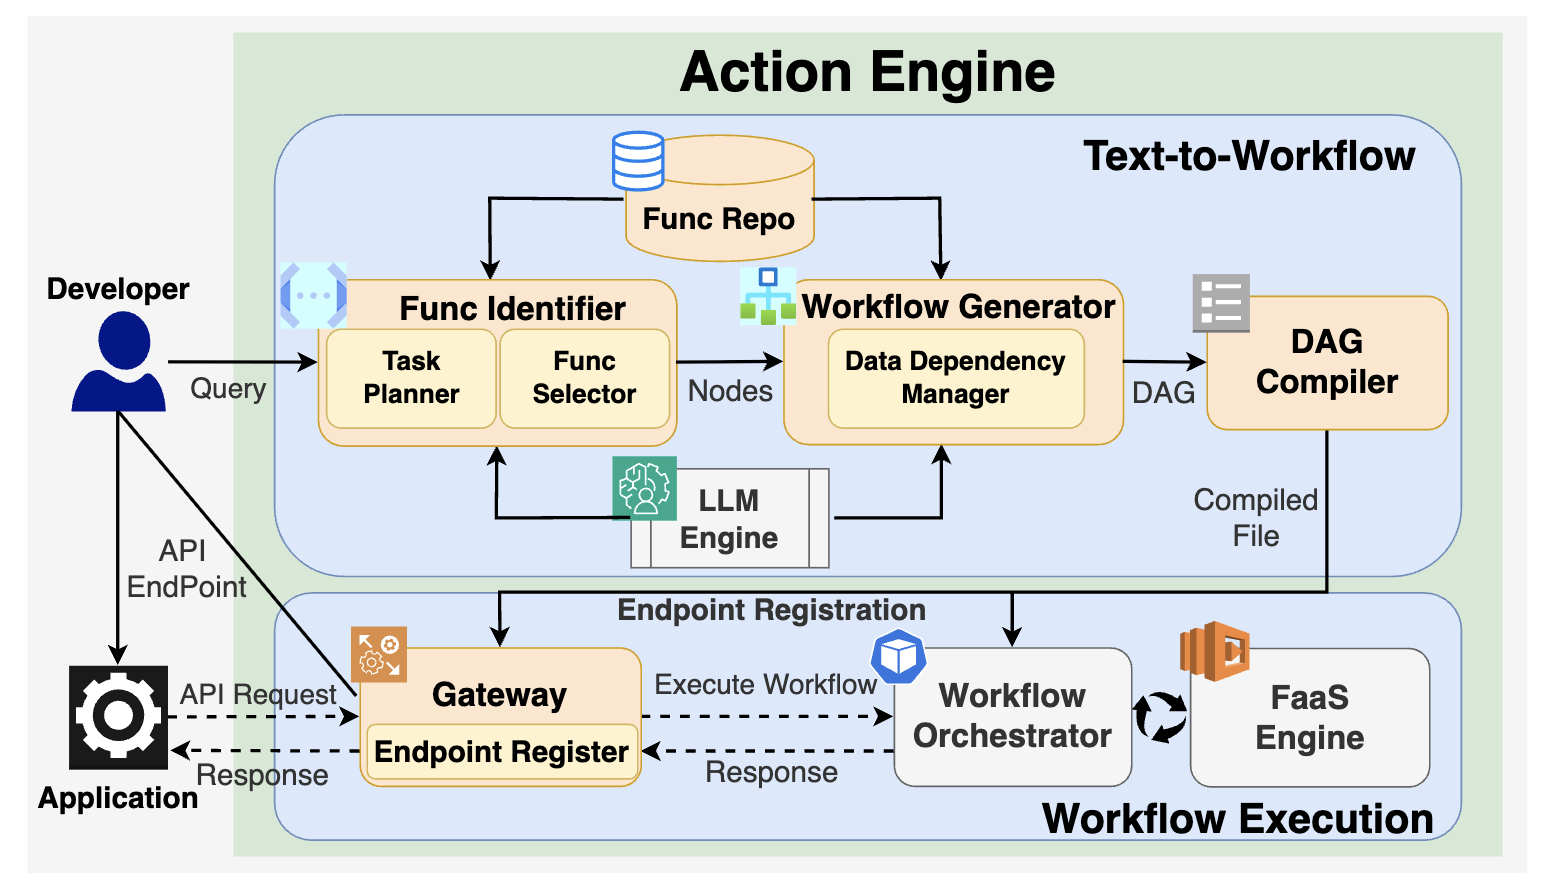 Action Engine
Text-to-Workflow
Func Repo
Developer
Query
Func Identifier
Task
Planner
Func
Selector
Nodes
Workflow Generator
Data Dependency
Manager
DAG
DAG
Compiler
LLM
Engine
Compiled
File
API
EndPoint
Endpoint Registration
API Request
Gateway
Endpoint Register
Execute Workflow
Workflow
Orchestrator
FaaS
Engine
Response
Response
Application
Workflow Execution